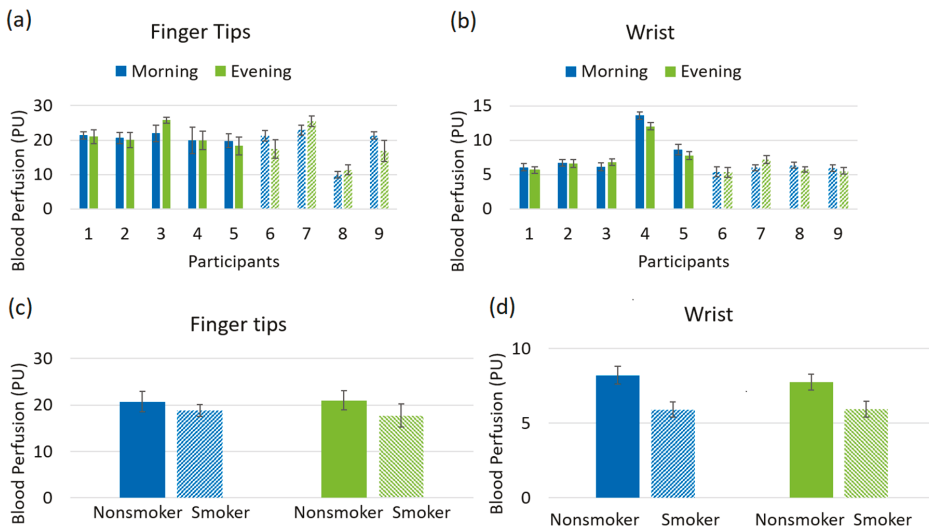 (a)
Finger Tips
Morning Evening
Blood Perfusion (PU)
30
20
10
0
1 2 3 4 5 6 7 8 9
Participants
(b)
Wrist
Morning Evening
Blood Perfusion (PU)
15
10
5
0
1 2 3 4 5 6 7 8 9
Participants
(c)
Finger tips
Blood Perfusion (PU)
30
20
10
0
Nonsmoker Smoker Nonsmoker Smoker
(d)
Wrist
Blood Perfusion (PU)
10
5
0
Nonsmoker Smoker Nonsmoker Smoker